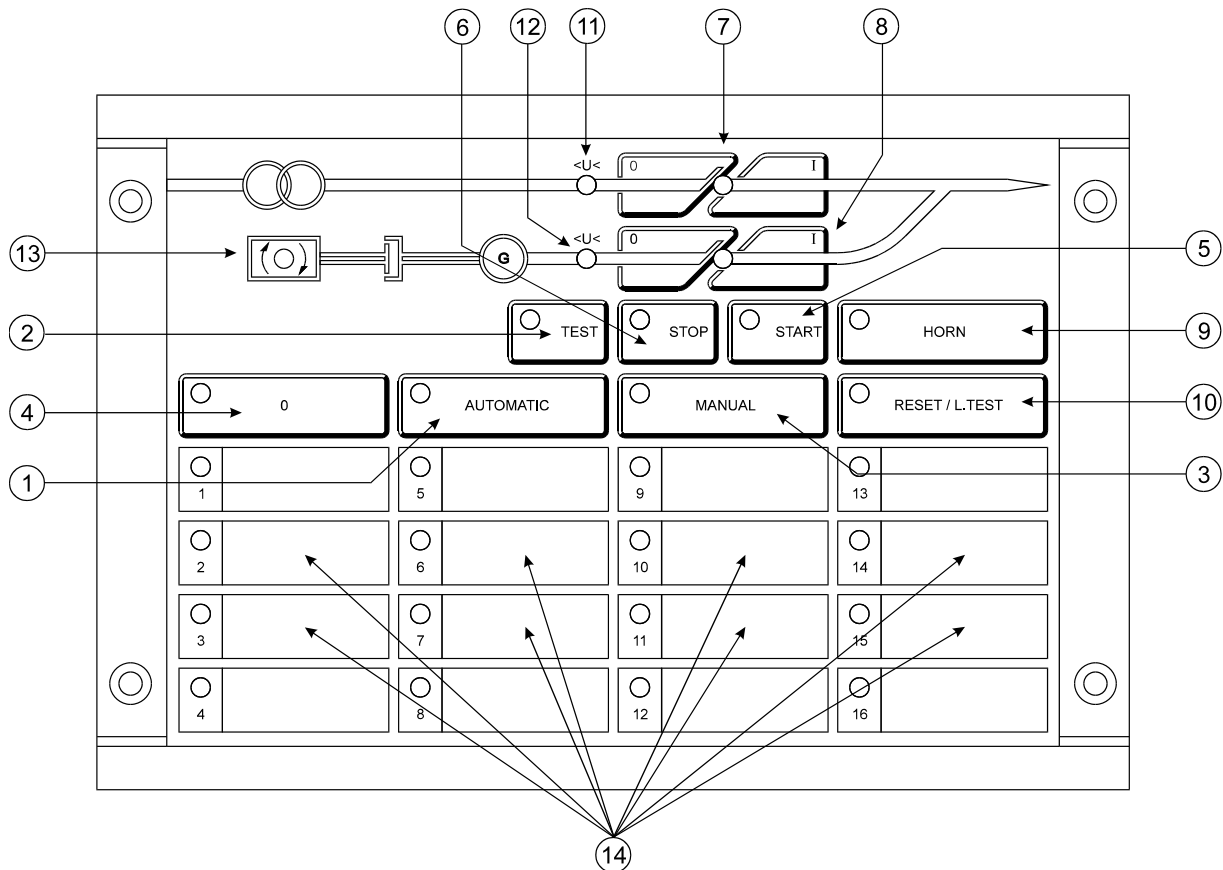 6 12 11 7 8
<U< 0 I
13 <U< 0 I
G
5
2 TEST STOP START HORN 9
4 0 AUTOMATIC MANUAL RESET / L.TEST 10
1 3
1 5 9 13
2 6 10 14
3 7 11 15
4 8 12 16
14